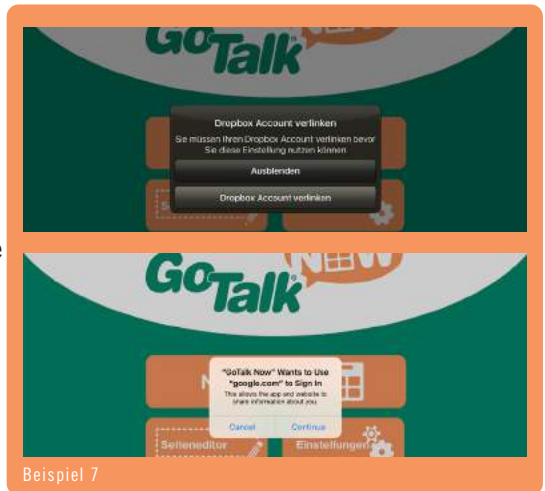 GoTalk NOW
Dropbox Account verlinken
Sie müssen Ihren Dropbox Account verlinken bevor
Sie diese Einstellung nutzen können
Ausblenden
Dropbox Account verlinken
e
GoTalk NOW
"GoTalk Now" Wants to Use
"google.com" to Sign In
This allows the app and website to
share information about you.
Cancel
Continue
Seiteneditor
Einstellungen
Beispiel 7